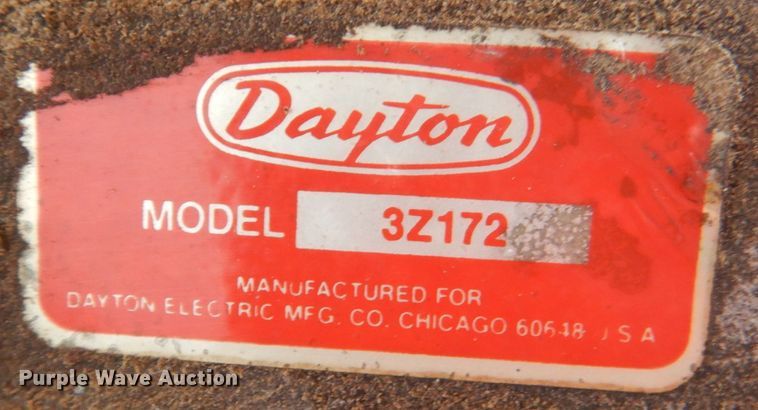 Dayton
MODEL 3Z172
MANUFACTURED FOR
DAYTON ELECTRIC MFG. CO. CHICAGO 60648 U S A
Purple Wave Auction